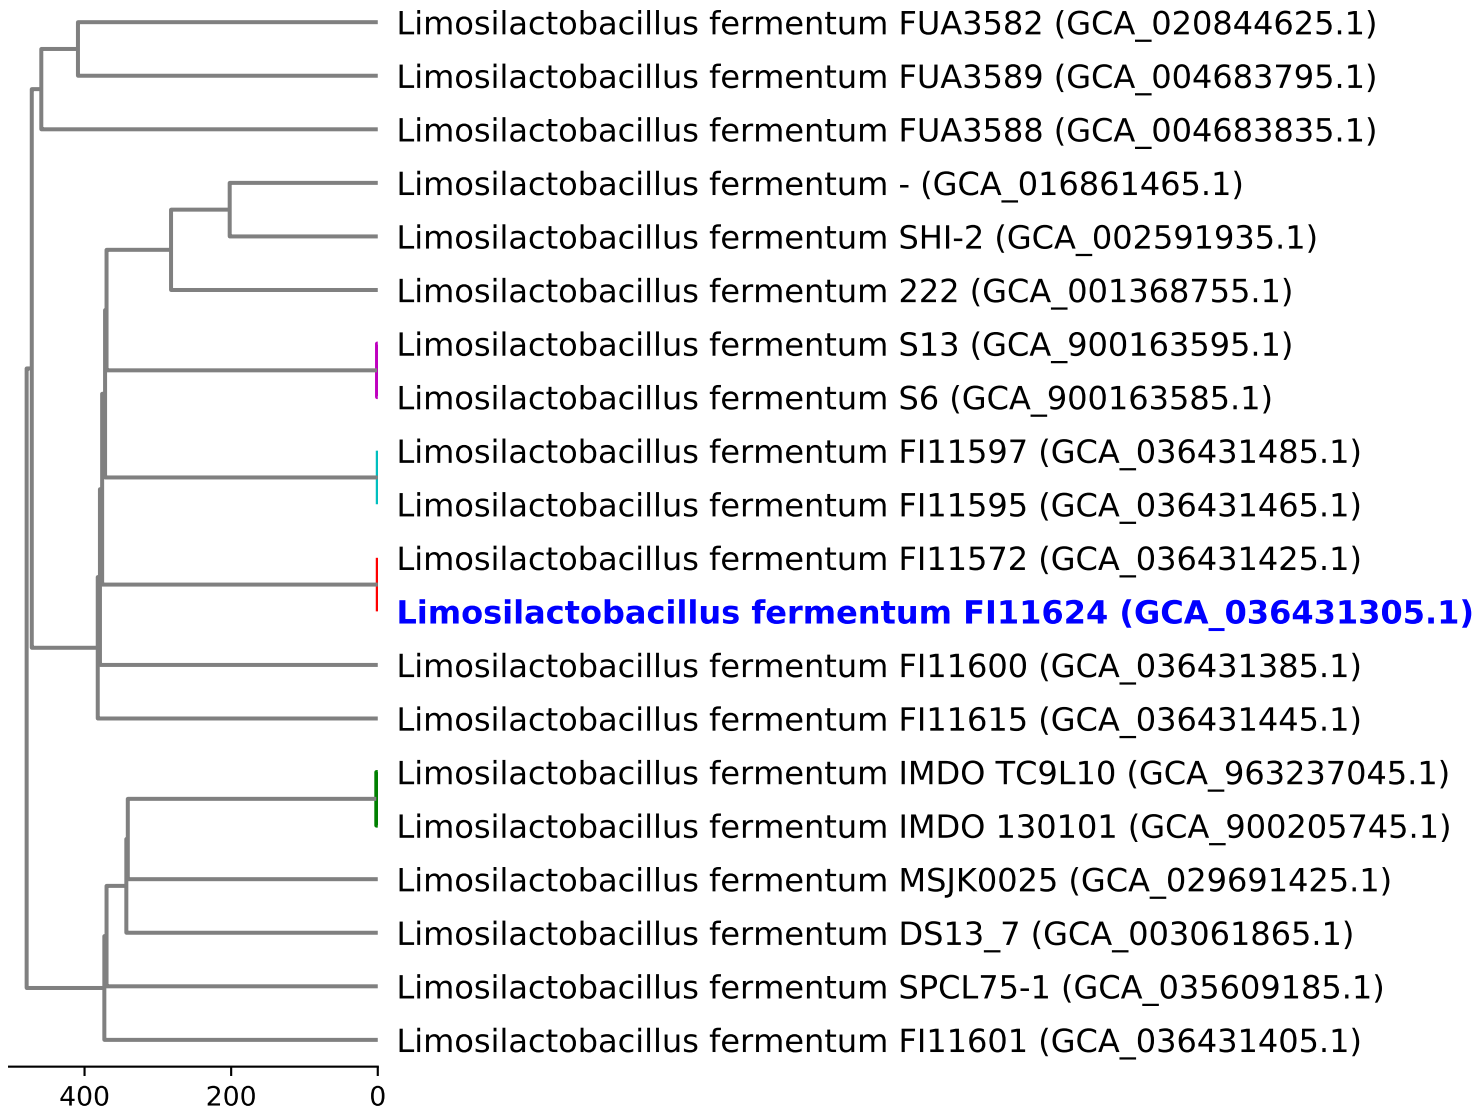 Limosilactobacillus fermentum FUA3582 (GCA_020844625.1)
Limosilactobacillus fermentum FUA3589 (GCA_004683795.1)
Limosilactobacillus fermentum FUA3588 (GCA_004683835.1)
Limosilactobacillus fermentum - (GCA_016861465.1)
Limosilactobacillus fermentum SHI-2 (GCA_002591935.1)
Limosilactobacillus fermentum 222 (GCA_001368755.1)
Limosilactobacillus fermentum S13 (GCA_900163595.1)
Limosilactobacillus fermentum S6 (GCA_900163585.1)
Limosilactobacillus fermentum FI11597 (GCA_036431485.1)
Limosilactobacillus fermentum FI11595 (GCA_036431465.1)
Limosilactobacillus fermentum FI11572 (GCA_036431425.1)
Limosilactobacillus fermentum FI11624 (GCA_036431305.1)
Limosilactobacillus fermentum FI11600 (GCA_036431385.1)
Limosilactobacillus fermentum FI11615 (GCA_036431445.1)
Limosilactobacillus fermentum IMDO TC9L10 (GCA_963237045.1)
Limosilactobacillus fermentum IMDO 130101 (GCA_900205745.1)
Limosilactobacillus fermentum MSJK0025 (GCA_029691425.1)
Limosilactobacillus fermentum DS13_7 (GCA_003061865.1)
Limosilactobacillus fermentum SPCL75-1 (GCA_035609185.1)
Limosilactobacillus fermentum FI11601 (GCA_036431405.1)
400 200 0